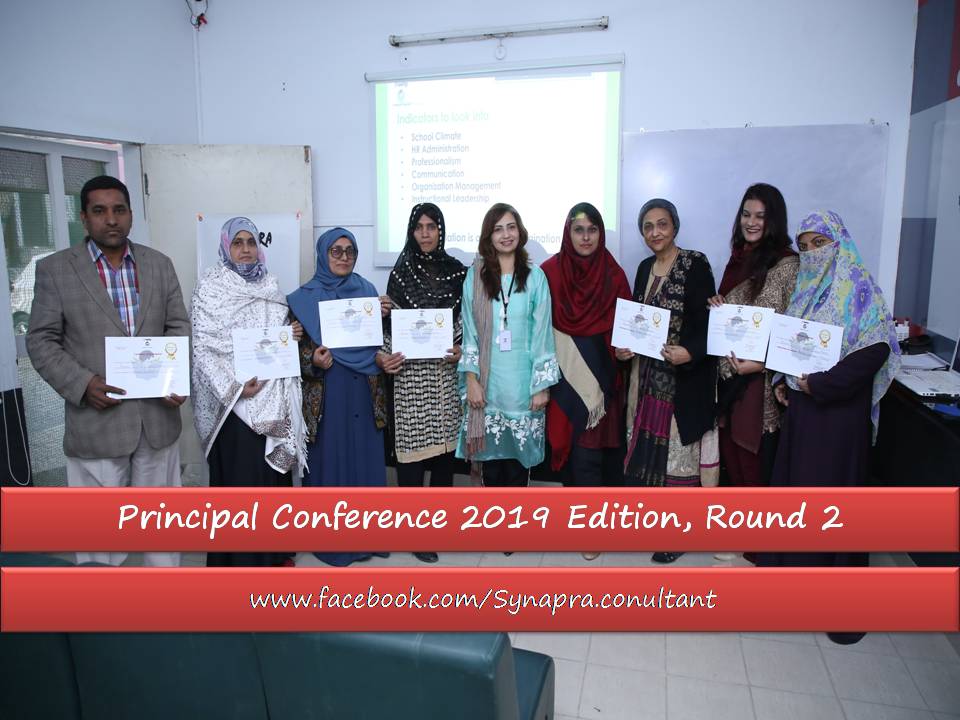 Indicators to look into
• School Climate
• HR Administration
• Professionalism
• Communication
• Organization Management
• Instructional Leadership
RA
Principal Conference 2019 Edition, Round 2
www.facebook.com/Synapra.conultant